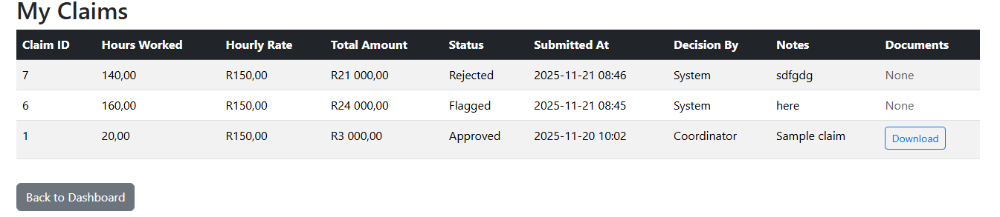 My Claims
Claim ID Hours Worked Hourly Rate Total Amount Status Submitted At Decision By Notes Documents
7 140,00 R150,00 R21 000,00 Rejected 2025-11-21 08:46 System sdfgdg None
6 160,00 R150,00 R24 000,00 Flagged 2025-11-21 08:45 System here None
1 20,00 R150,00 R3 000,00 Approved 2025-11-20 10:02 Coordinator Sample claim Download
Back to Dashboard